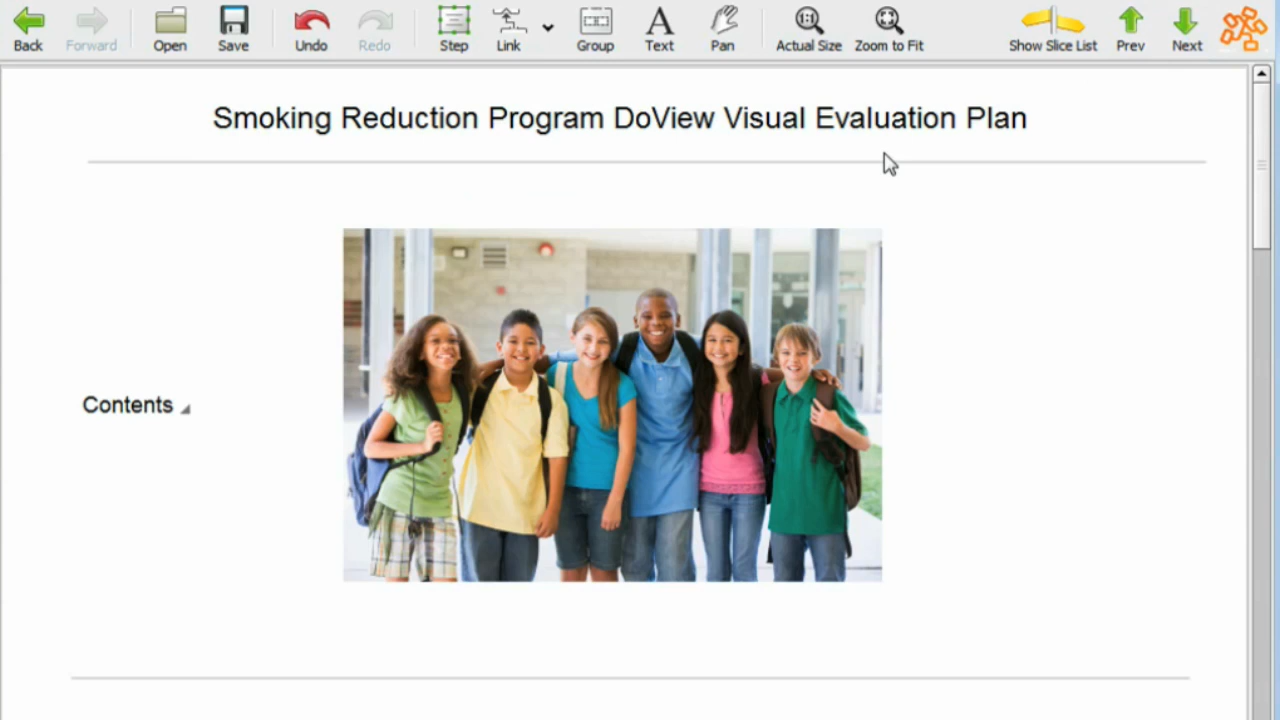 Back Forward Open Save Undo Redo Step Link Group Text Pan Actual Size Zoom to Fit Show Slice List Prev Next
Smoking Reduction Program DoView Visual Evaluation Plan
Contents